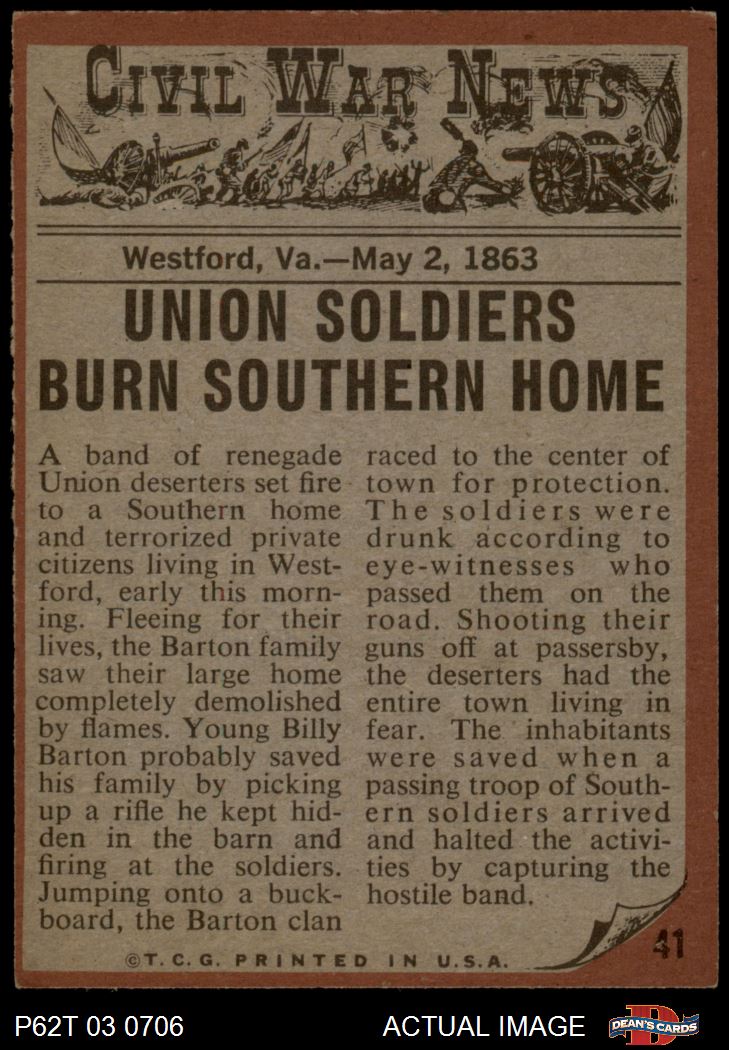 CIVIL WAR NEWS
Westford, Va.—May 2, 1863
UNION SOLDIERS
BURN SOUTHERN HOME
A band of renegade
Union deserters set fire
to a Southern home
and terrorized private
citizens living in West-
ford, early this morn-
ing. Fleeing for their
lives, the Barton family
saw their large home
completely demolished
by flames. Young Billy
Barton probably saved
his family by picking
up a rifle he kept hid-
den in the barn and
firing at the soldiers.
Jumping onto a buck-
board, the Barton clan
raced to the center of
town for protection.
The soldiers were
drunk according to
eye-witnesses who
passed them on the
road. Shooting their
guns off at passersby,
the deserters had the
entire town living in
fear. The inhabitants
were saved when a
passing troop of South-
ern soldiers arrived
and halted the activi-
ties by capturing the
hostile band.
©T.C.G. PRINTED IN U.S.A.
41
P62T 03 0706
ACTUAL IMAGE
D
DEAN'S CARDS